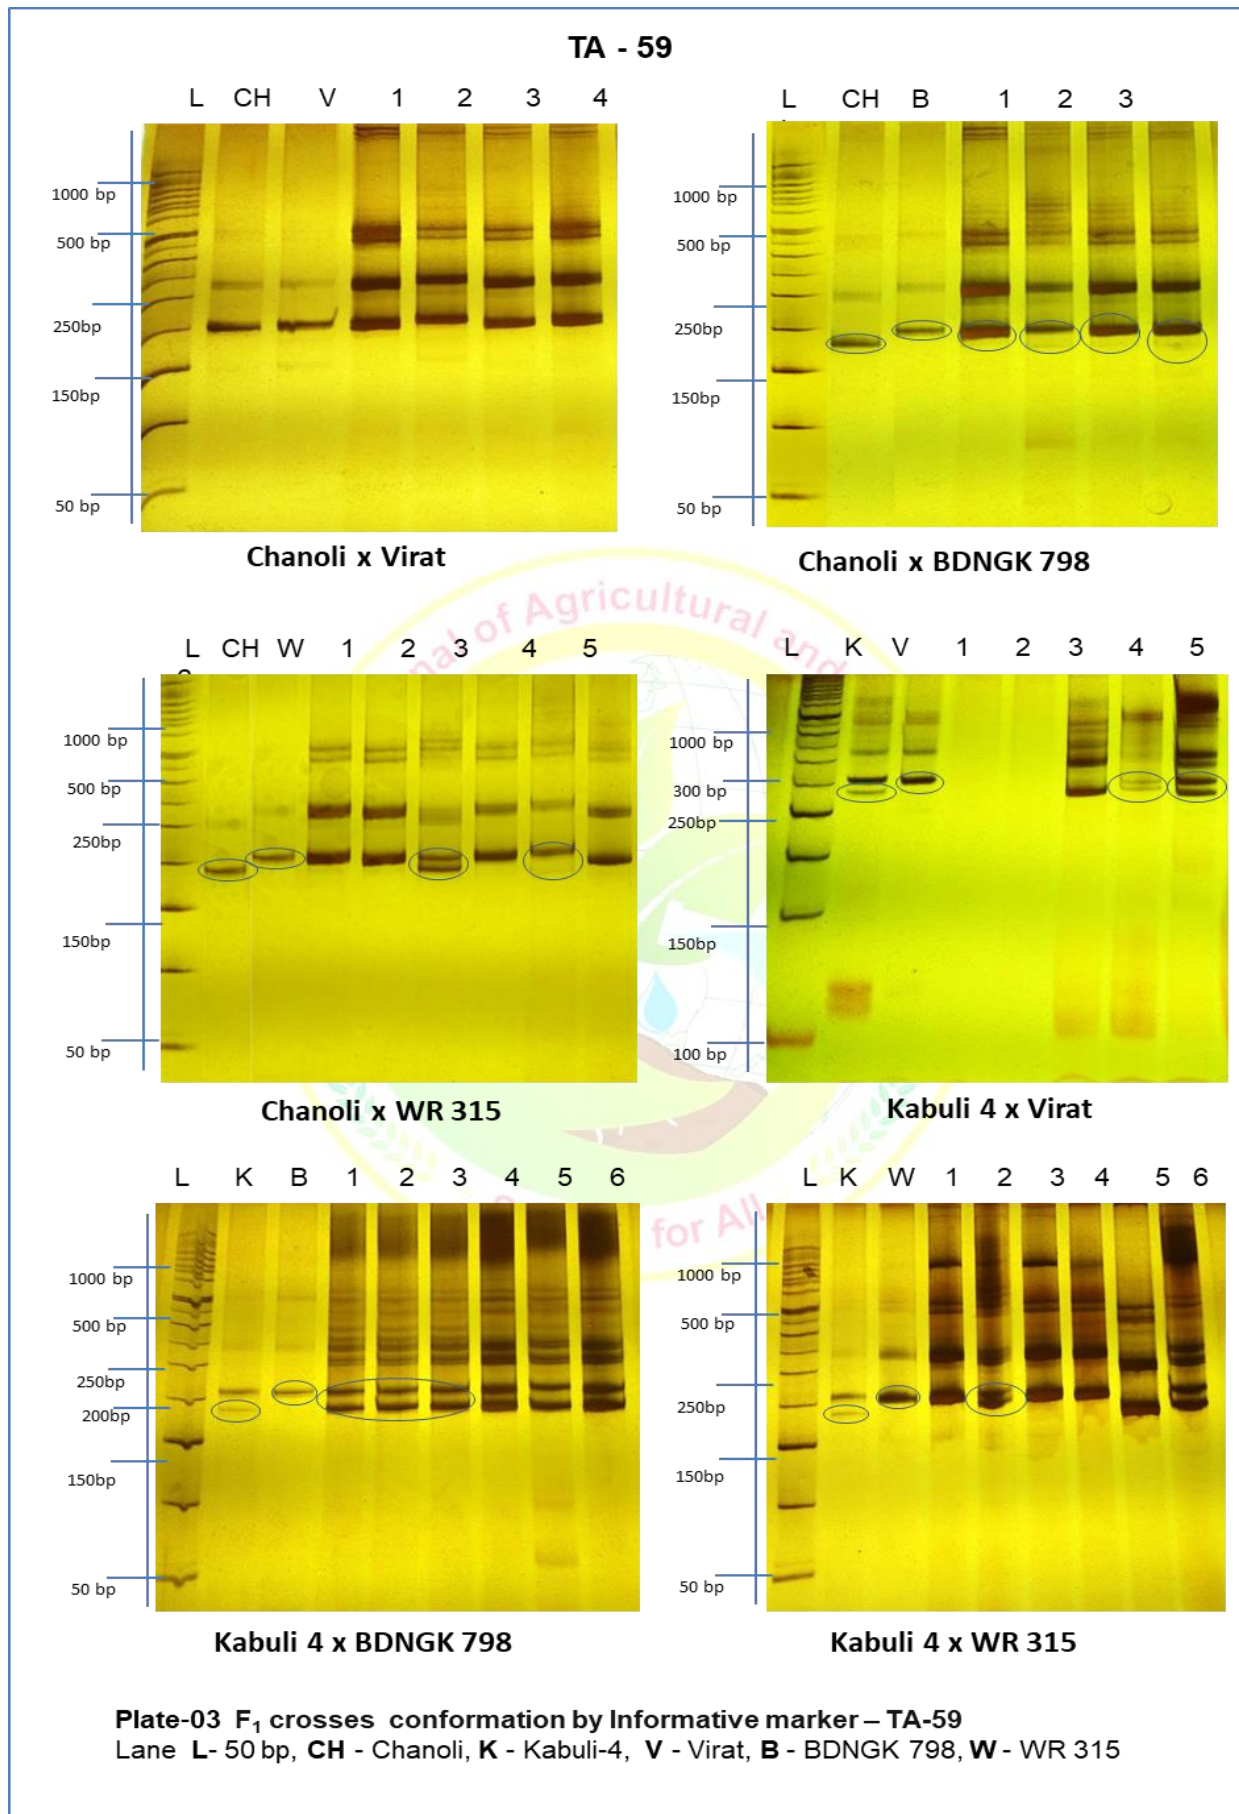 TA - 59
L CH V 1 2 3 4
1000 bp
500 bp
250bp
150bp
50 bp
Chanoli x Virat
L CH B 1 2 3
1000 bp
500 bp
250bp
150bp
50 bp
Chanoli x BDNGK 798
L CH W 1 2 3 4 5
1000 bp
500 bp
250bp
150bp
50 bp
Chanoli x WR 315
L K V 1 2 3 4 5
1000 bp
300 bp
250bp
150bp
100 bp
Kabuli 4 x Virat
nal of Agricultural and
for All
L K B 1 2 3 4 5 6
1000 bp
500 bp
250bp
200bp
150bp
50 bp
Kabuli 4 x BDNGK 798
L K W 1 2 3 4 5 6
1000 bp
500 bp
250bp
150bp
50 bp
Kabuli 4 x WR 315
Plate-03 F₁ crosses conformation by Informative marker – TA-59
Lane L- 50 bp, CH - Chanoli, K - Kabuli-4, V - Virat, B - BDNGK 798, W - WR 315